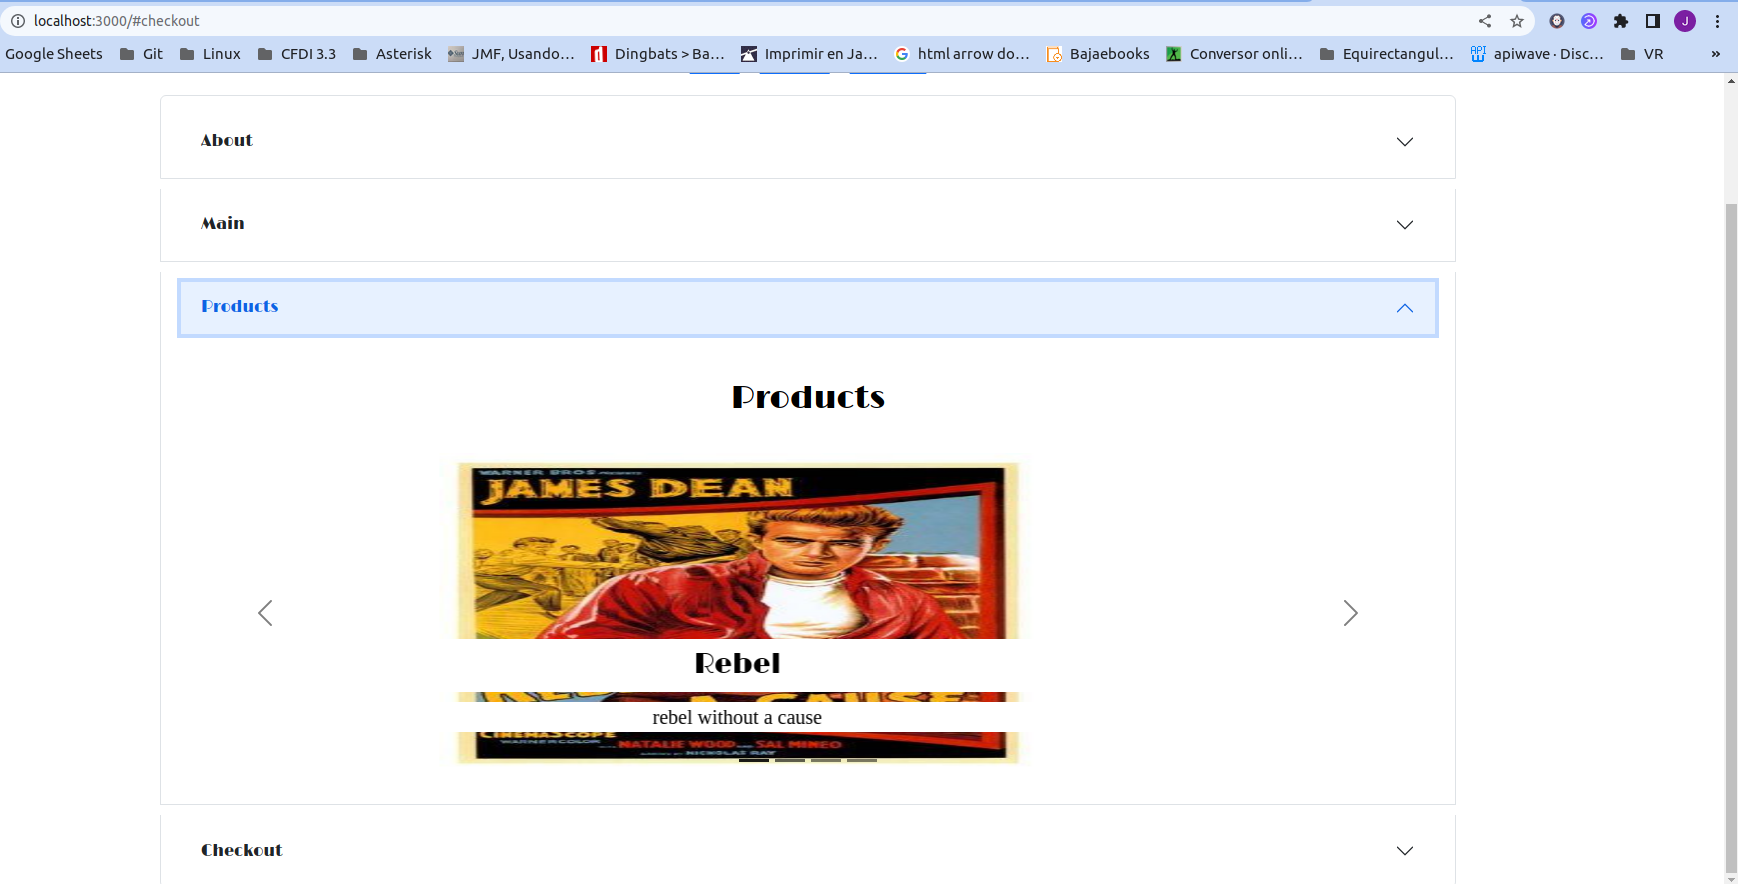 localhost:3000/#checkout
J
Google Sheets Git Linux CFDI 3.3 Asterisk JMF, Usando... Dingbats > Ba... Imprimir en Ja... html arrow do... Bajaebooks Conversor onli... Equirectangul... apiwave · Disc... VR »
About
Main
Products
Products
WARNER BROS
JAMES DEAN
Rebel
A CAUSE
rebel without a cause
CINEMASCOPE
WARNERCOLOR
NATALIE WOOD AND SAL MINEO
NICHOLAS RAY
Checkout